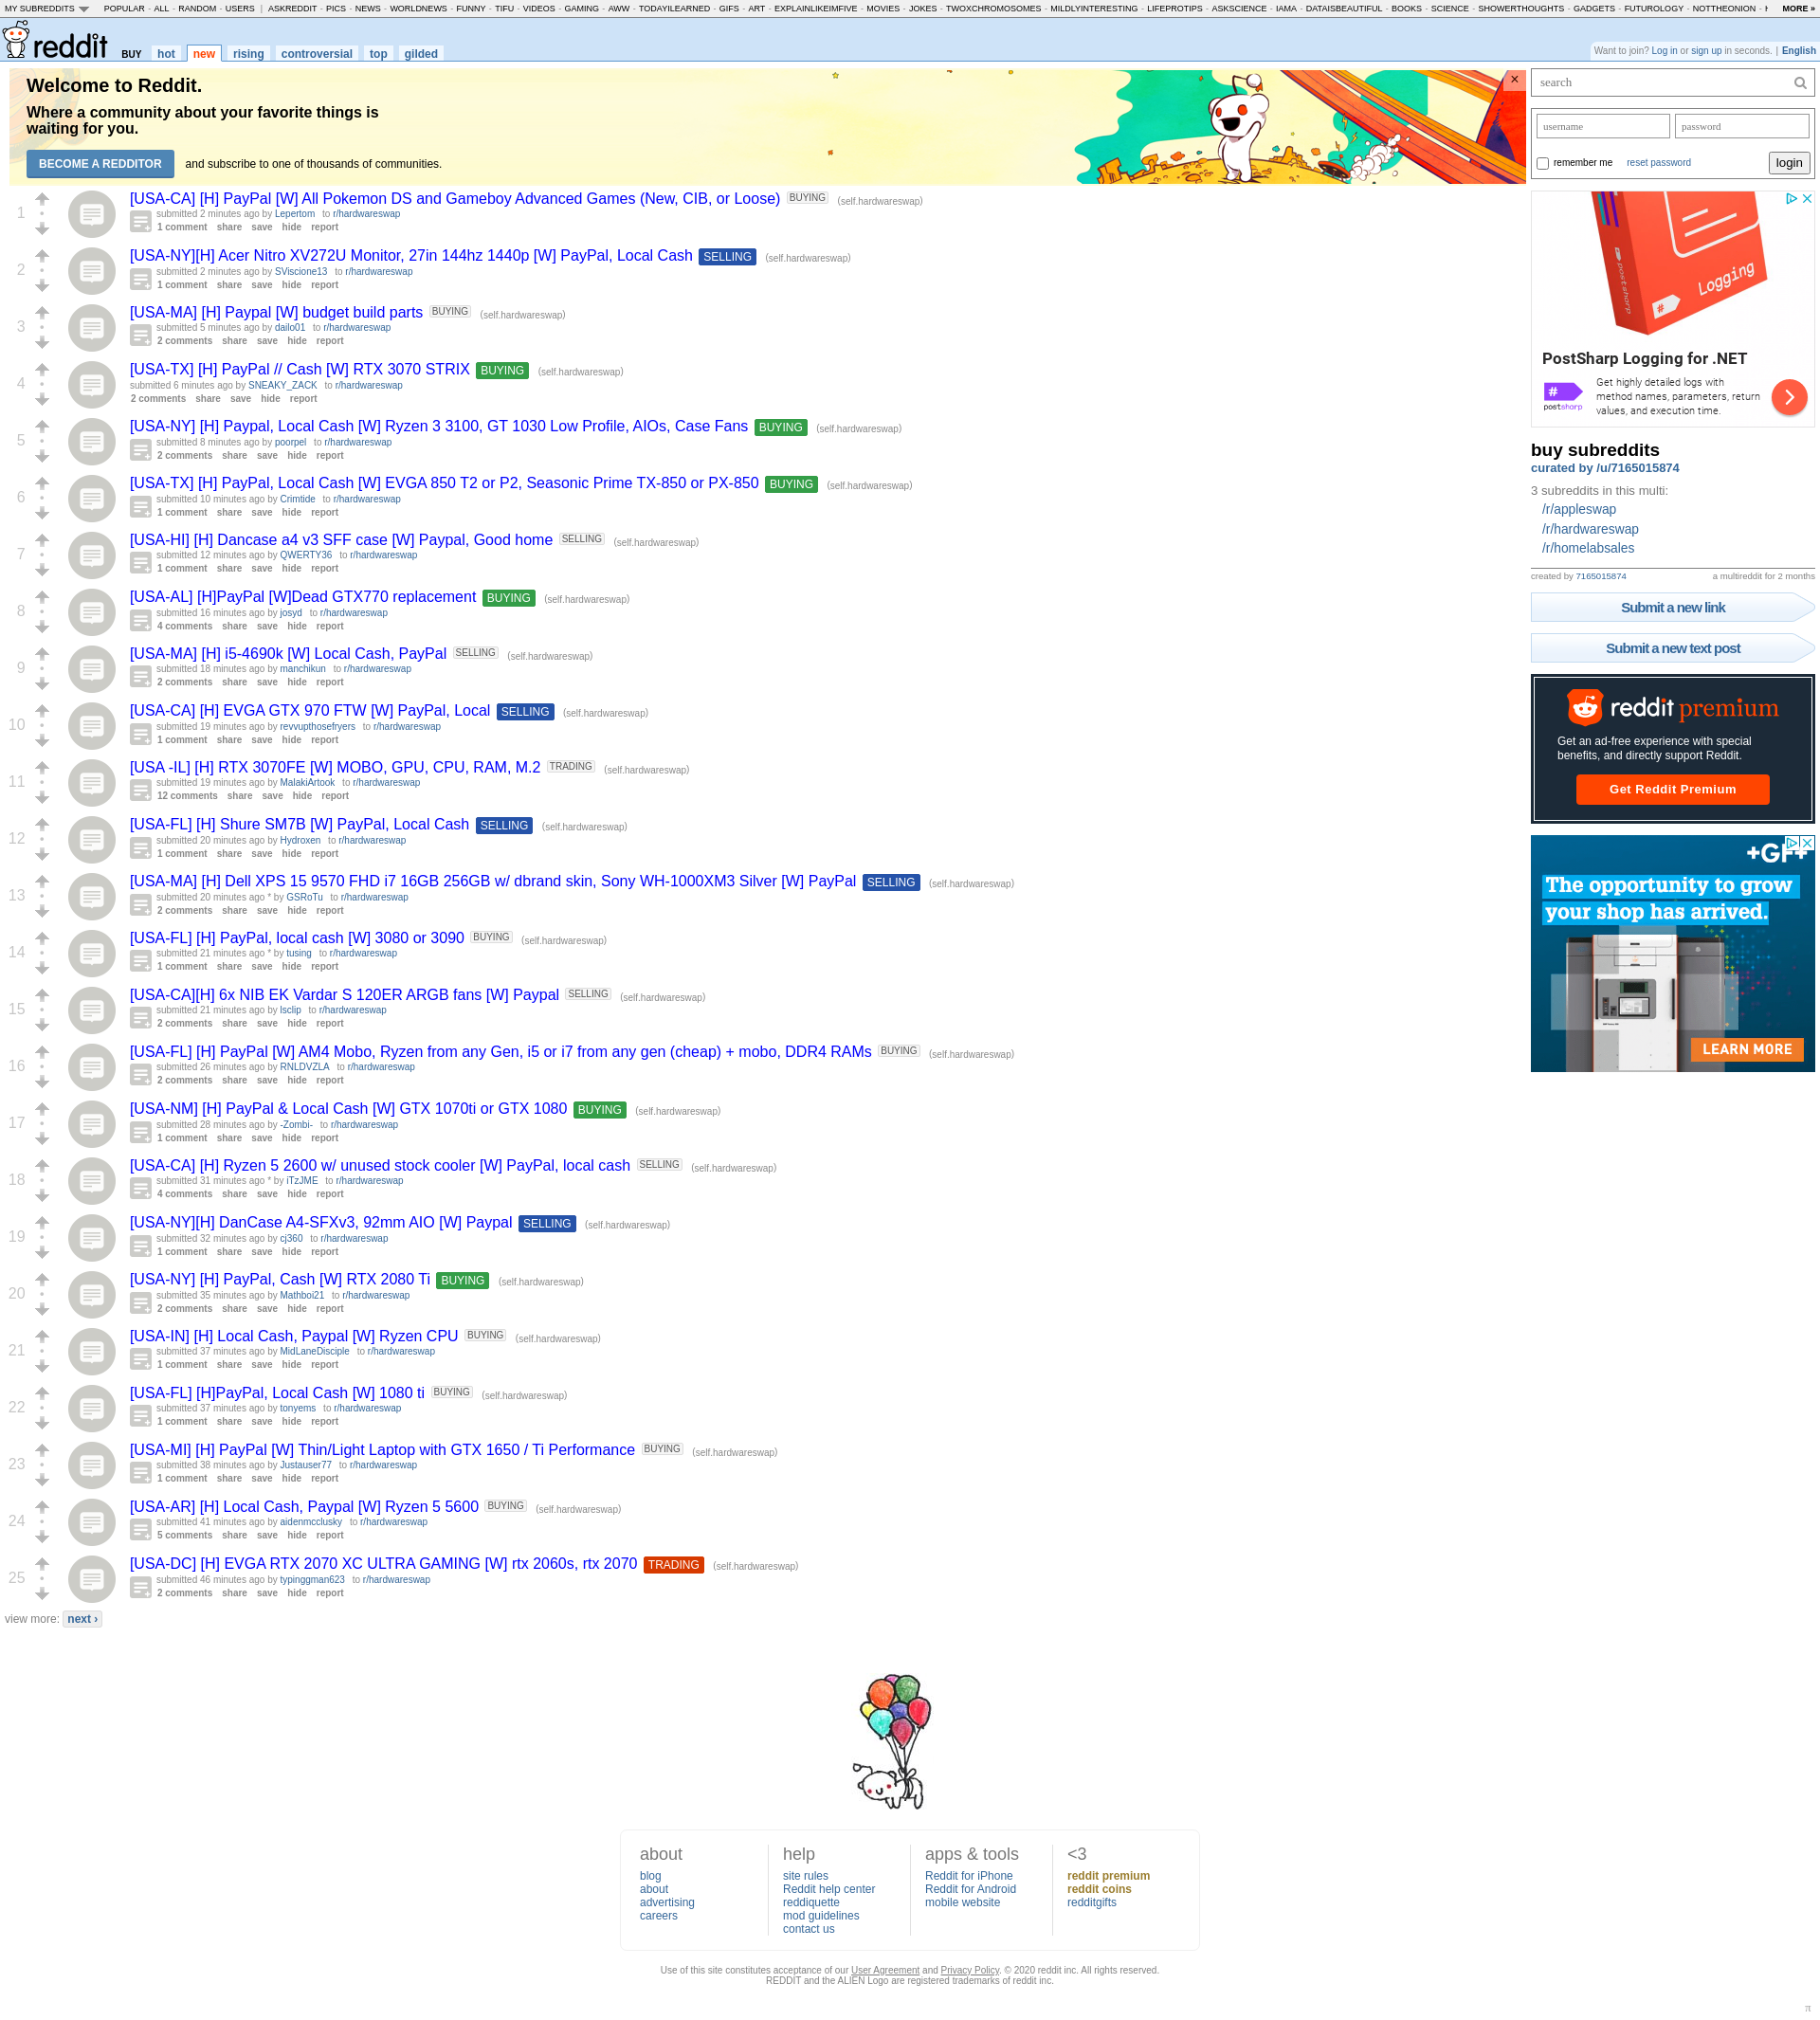 MY SUBREDDITS POPULAR - ALL - RANDOM - USERS | ASKREDDIT - PICS - NEWS - WORLDNEWS - FUNNY - TIFU - VIDEOS - GAMING - AWW - TODAYILEARNED - GIFS - ART - EXPLAINLIKEIMFIVE - MOVIES - JOKES - TWOXCHROMOSOMES - MILDLYINTERESTING - LIFEPROTIPS - ASKSCIENCE - IAMA - DATAISBEAUTIFUL - BOOKS - SCIENCE - SHOWERTHOUGHTS - GADGETS - FUTUROLOGY - NOTTHEONION - MORE »
reddit BUY hot new rising controversial top gilded
Want to join? Log in or sign up in seconds. | English
Welcome to Reddit.
Where a community about your favorite things is
waiting for you.
BECOME A REDDITOR and subscribe to one of thousands of communities.
×
1
[USA-CA] [H] PayPal [W] All Pokemon DS and Gameboy Advanced Games (New, CIB, or Loose) BUYING (self.hardwareswap)
submitted 2 minutes ago by Lepertom to r/hardwareswap
1 comment share save hide report
2
[USA-NY][H] Acer Nitro XV272U Monitor, 27in 144hz 1440p [W] PayPal, Local Cash SELLING (self.hardwareswap)
submitted 2 minutes ago by SViscione13 to r/hardwareswap
1 comment share save hide report
3
[USA-MA] [H] Paypal [W] budget build parts BUYING (self.hardwareswap)
submitted 5 minutes ago by dailo01 to r/hardwareswap
2 comments share save hide report
4
[USA-TX] [H] PayPal // Cash [W] RTX 3070 STRIX BUYING (self.hardwareswap)
submitted 6 minutes ago by SNEAKY_ZACK to r/hardwareswap
2 comments share save hide report
5
[USA-NY] [H] Paypal, Local Cash [W] Ryzen 3 3100, GT 1030 Low Profile, AIOs, Case Fans BUYING (self.hardwareswap)
submitted 8 minutes ago by poorpel to r/hardwareswap
2 comments share save hide report
6
[USA-TX] [H] PayPal, Local Cash [W] EVGA 850 T2 or P2, Seasonic Prime TX-850 or PX-850 BUYING (self.hardwareswap)
submitted 10 minutes ago by Crimtide to r/hardwareswap
1 comment share save hide report
7
[USA-HI] [H] Dancase a4 v3 SFF case [W] Paypal, Good home SELLING (self.hardwareswap)
submitted 12 minutes ago by QWERTY36 to r/hardwareswap
1 comment share save hide report
8
[USA-AL] [H]PayPal [W]Dead GTX770 replacement BUYING (self.hardwareswap)
submitted 16 minutes ago by josyd to r/hardwareswap
4 comments share save hide report
9
[USA-MA] [H] i5-4690k [W] Local Cash, PayPal SELLING (self.hardwareswap)
submitted 18 minutes ago by manchikun to r/hardwareswap
2 comments share save hide report
10
[USA-CA] [H] EVGA GTX 970 FTW [W] PayPal, Local SELLING (self.hardwareswap)
submitted 19 minutes ago by revvupthosefryers to r/hardwareswap
1 comment share save hide report
11
[USA -IL] [H] RTX 3070FE [W] MOBO, GPU, CPU, RAM, M.2 TRADING (self.hardwareswap)
submitted 19 minutes ago by MalakiArtook to r/hardwareswap
12 comments share save hide report
12
[USA-FL] [H] Shure SM7B [W] PayPal, Local Cash SELLING (self.hardwareswap)
submitted 20 minutes ago by Hydroxen to r/hardwareswap
1 comment share save hide report
13
[USA-MA] [H] Dell XPS 15 9570 FHD i7 16GB 256GB w/ dbrand skin, Sony WH-1000XM3 Silver [W] PayPal SELLING (self.hardwareswap)
submitted 20 minutes ago * by GSRoTu to r/hardwareswap
2 comments share save hide report
14
[USA-FL] [H] PayPal, local cash [W] 3080 or 3090 BUYING (self.hardwareswap)
submitted 21 minutes ago * by tusing to r/hardwareswap
1 comment share save hide report
15
[USA-CA][H] 6x NIB EK Vardar S 120ER ARGB fans [W] Paypal SELLING (self.hardwareswap)
submitted 21 minutes ago by lsclip to r/hardwareswap
2 comments share save hide report
16
[USA-FL] [H] PayPal [W] AM4 Mobo, Ryzen from any Gen, i5 or i7 from any gen (cheap) + mobo, DDR4 RAMs BUYING (self.hardwareswap)
submitted 26 minutes ago by RNLDVZLA to r/hardwareswap
2 comments share save hide report
17
[USA-NM] [H] PayPal & Local Cash [W] GTX 1070ti or GTX 1080 BUYING (self.hardwareswap)
submitted 28 minutes ago by -Zombi- to r/hardwareswap
1 comment share save hide report
18
[USA-CA] [H] Ryzen 5 2600 w/ unused stock cooler [W] PayPal, local cash SELLING (self.hardwareswap)
submitted 31 minutes ago * by iTzJME to r/hardwareswap
4 comments share save hide report
19
[USA-NY][H] DanCase A4-SFXv3, 92mm AIO [W] Paypal SELLING (self.hardwareswap)
submitted 32 minutes ago by cj360 to r/hardwareswap
1 comment share save hide report
20
[USA-NY] [H] PayPal, Cash [W] RTX 2080 Ti BUYING (self.hardwareswap)
submitted 35 minutes ago by Mathboi21 to r/hardwareswap
2 comments share save hide report
21
[USA-IN] [H] Local Cash, Paypal [W] Ryzen CPU BUYING (self.hardwareswap)
submitted 37 minutes ago by MidLaneDisciple to r/hardwareswap
1 comment share save hide report
22
[USA-FL] [H]PayPal, Local Cash [W] 1080 ti BUYING (self.hardwareswap)
submitted 37 minutes ago by tonyems to r/hardwareswap
1 comment share save hide report
23
[USA-MI] [H] PayPal [W] Thin/Light Laptop with GTX 1650 / Ti Performance BUYING (self.hardwareswap)
submitted 38 minutes ago by Justauser77 to r/hardwareswap
1 comment share save hide report
24
[USA-AR] [H] Local Cash, Paypal [W] Ryzen 5 5600 BUYING (self.hardwareswap)
submitted 41 minutes ago by aidenmcclusky to r/hardwareswap
5 comments share save hide report
25
[USA-DC] [H] EVGA RTX 2070 XC ULTRA GAMING [W] rtx 2060s, rtx 2070 TRADING (self.hardwareswap)
submitted 46 minutes ago by typinggman623 to r/hardwareswap
2 comments share save hide report
view more: next ›
search
username password
remember me reset password login
postsharp
Logging
PostSharp Logging for .NET
Get highly detailed logs with
method names, parameters, return
values, and execution time.
postsharp
buy subreddits
curated by /u/7165015874
3 subreddits in this multi:
/r/appleswap
/r/hardwareswap
/r/homelabsales
created by 7165015874 a multireddit for 2 months
Submit a new link
Submit a new text post
reddit premium
Get an ad-free experience with special
benefits, and directly support Reddit.
Get Reddit Premium
+GF+
The opportunity to grow
your shop has arrived.
LEARN MORE
about
blog
about
advertising
careers
help
site rules
Reddit help center
reddiquette
mod guidelines
contact us
apps & tools
Reddit for iPhone
Reddit for Android
mobile website
<3
reddit premium
reddit coins
redditgifts
Use of this site constitutes acceptance of our User Agreement and Privacy Policy. © 2020 reddit inc. All rights reserved.
REDDIT and the ALIEN Logo are registered trademarks of reddit inc.
π